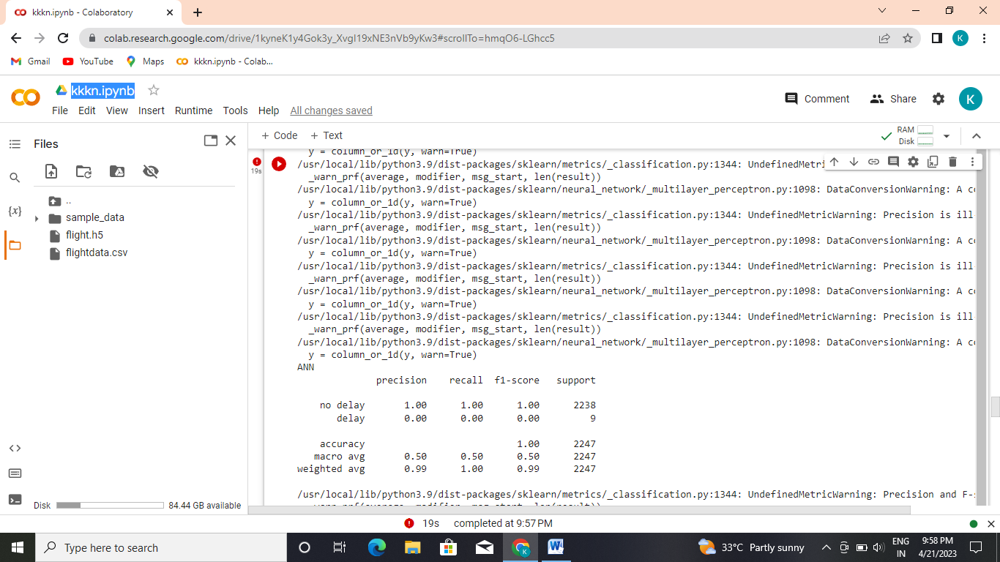 kkkn.ipynb - Colaboratory
colab.research.google.com/drive/1kyneK1y4Gok3y_XvgI19xNE3nVb9yKw3#scrollTo=hmqO6-LGhcc5
K
Gmail YouTube Maps kkkn.ipynb - Colab...
kkkn.ipynb
Comment Share K
File Edit View Insert Runtime Tools Help All changes saved
Files
+ Code + Text
RAM
Disk
..
sample_data
flight.h5
flightdata.csv
{x}
Disk 84.44 GB available
19s
y = column_or_1d(y, warn=True)
/usr/local/lib/python3.9/dist-packages/sklearn/metrics/_classification.py:1344: UndefinedMetri
_warn_prf(average, modifier, msg_start, len(result))
/usr/local/lib/python3.9/dist-packages/sklearn/neural_network/_multilayer_perceptron.py:1098: DataConversionWarning: A c
y = column_or_1d(y, warn=True)
/usr/local/lib/python3.9/dist-packages/sklearn/metrics/_classification.py:1344: UndefinedMetricWarning: Precision is ill
_warn_prf(average, modifier, msg_start, len(result))
/usr/local/lib/python3.9/dist-packages/sklearn/neural_network/_multilayer_perceptron.py:1098: DataConversionWarning: A c
y = column_or_1d(y, warn=True)
/usr/local/lib/python3.9/dist-packages/sklearn/metrics/_classification.py:1344: UndefinedMetricWarning: Precision is ill
_warn_prf(average, modifier, msg_start, len(result))
/usr/local/lib/python3.9/dist-packages/sklearn/neural_network/_multilayer_perceptron.py:1098: DataConversionWarning: A c
y = column_or_1d(y, warn=True)
/usr/local/lib/python3.9/dist-packages/sklearn/metrics/_classification.py:1344: UndefinedMetricWarning: Precision is ill
_warn_prf(average, modifier, msg_start, len(result))
/usr/local/lib/python3.9/dist-packages/sklearn/neural_network/_multilayer_perceptron.py:1098: DataConversionWarning: A c
y = column_or_1d(y, warn=True)
ANN
precision recall f1-score support
no delay 1.00 1.00 1.00 2238
delay 0.00 0.00 0.00 9
accuracy 1.00 2247
macro avg 0.50 0.50 0.50 2247
weighted avg 0.99 1.00 0.99 2247
/usr/local/lib/python3.9/dist-packages/sklearn/metrics/_classification.py:1344: UndefinedMetricWarning: Precision and F-
_warn_prf(average, modifier, msg_start, len(result))
19s completed at 9:57 PM
Type here to search
33°C Partly sunny
ENG
IN
9:58 PM
4/21/2023